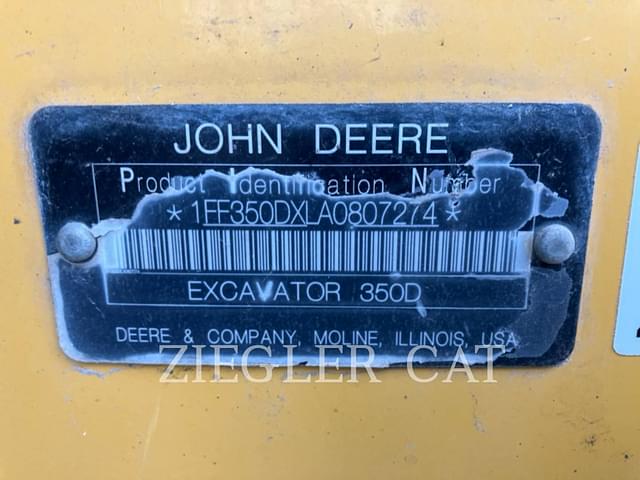 JOHN DEERE
Product Identification Number
*1FF350DXLA0807274*
EXCAVATOR 350D
DEERE & COMPANY, MOLINE, ILLINOIS, USA
ZIEGLER CAT